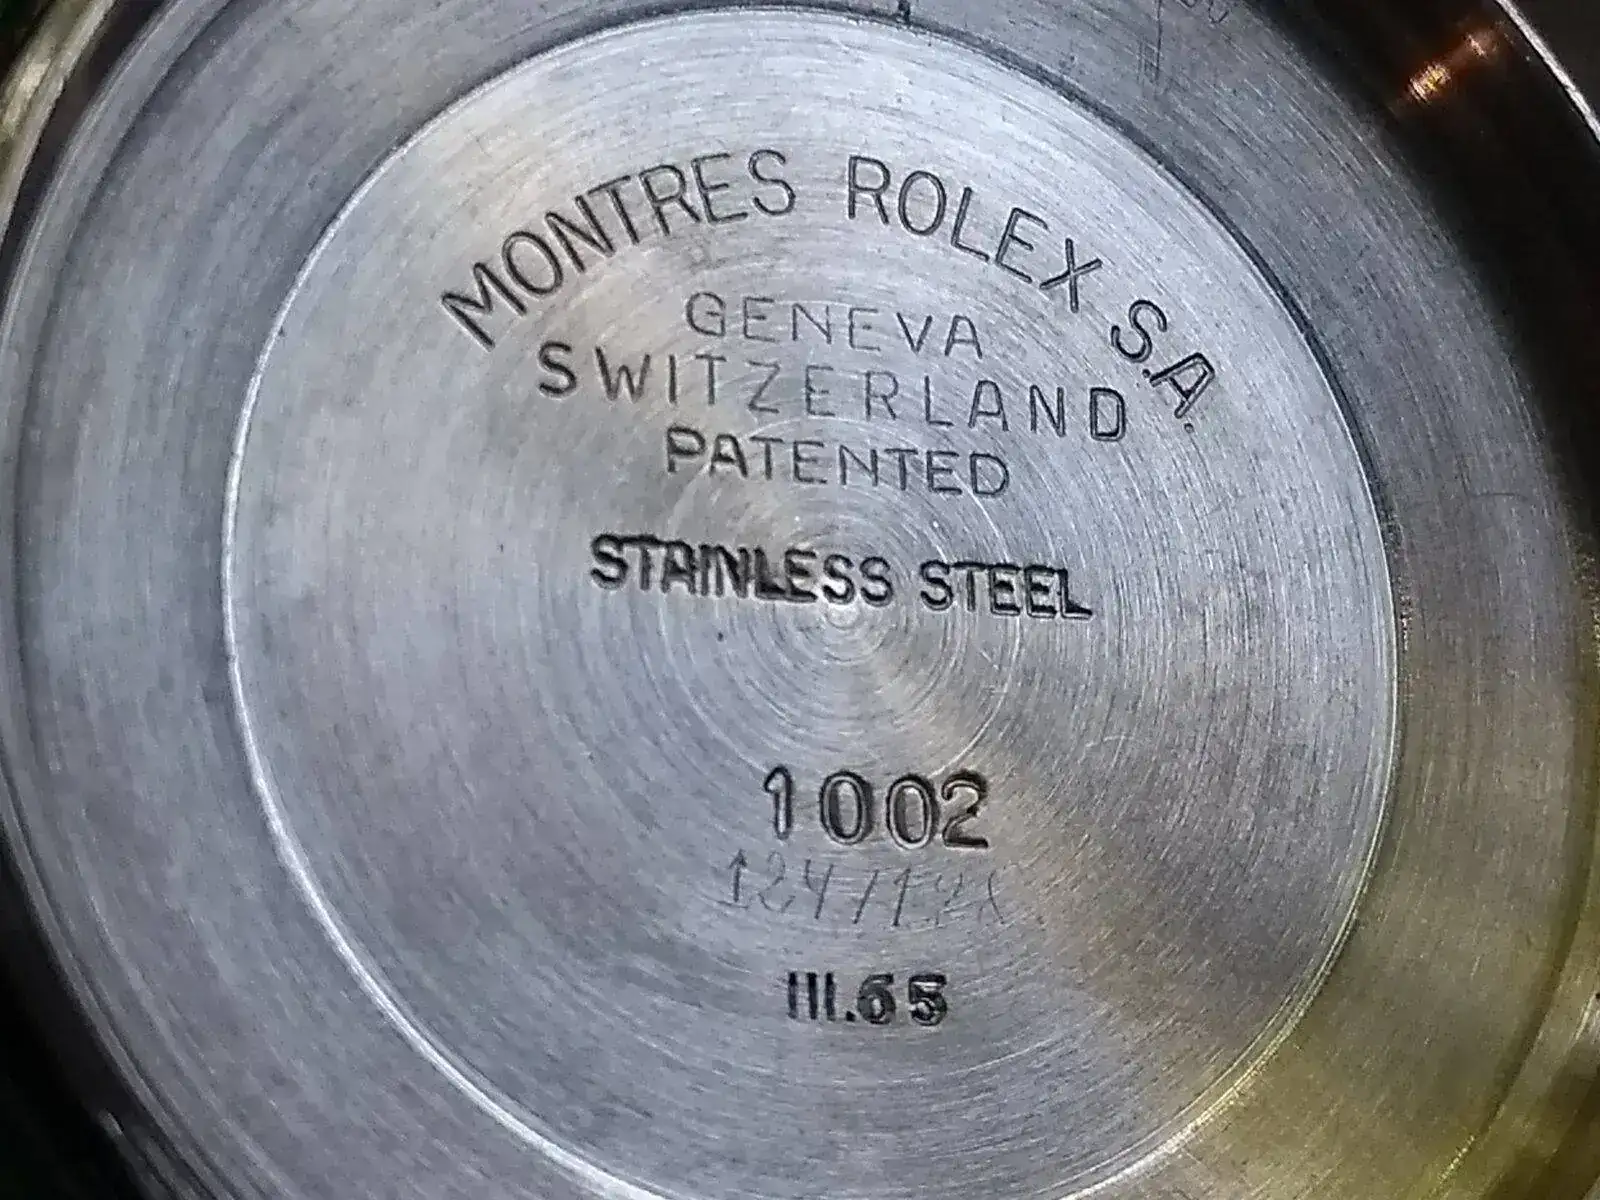 MONTRES ROLEX S.A.
GENEVA
SWITZERLAND
PATENTED
STAINLESS STEEL
1002
III.65